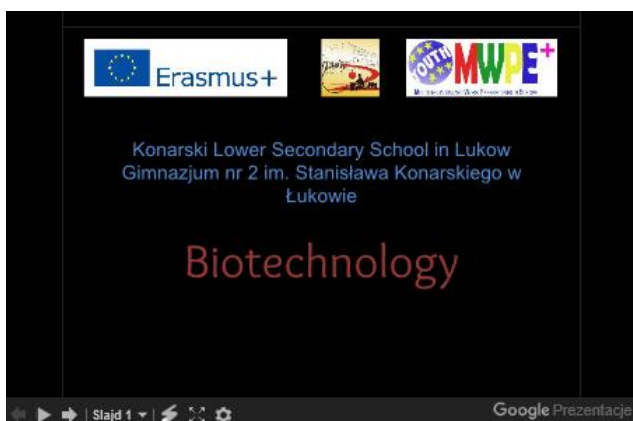 Erasmus+
YOUTH MWPE+
Konarski Lower Secondary School in Lukow
Gimnazjum nr 2 im. Stanisława Konarskiego w
Łukowie
Biotechnology
Slajd 1
Google Prezentacje